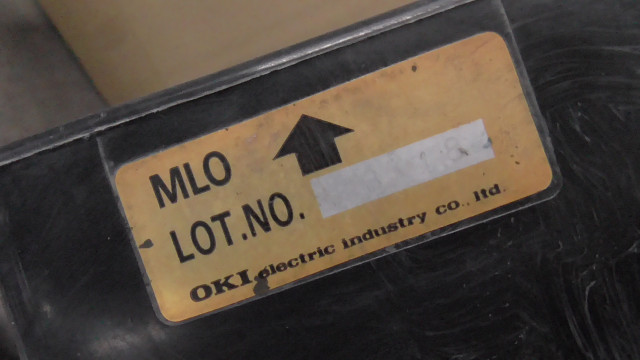 MLO
LOT.NO.
OKI electric industry co., ltd.